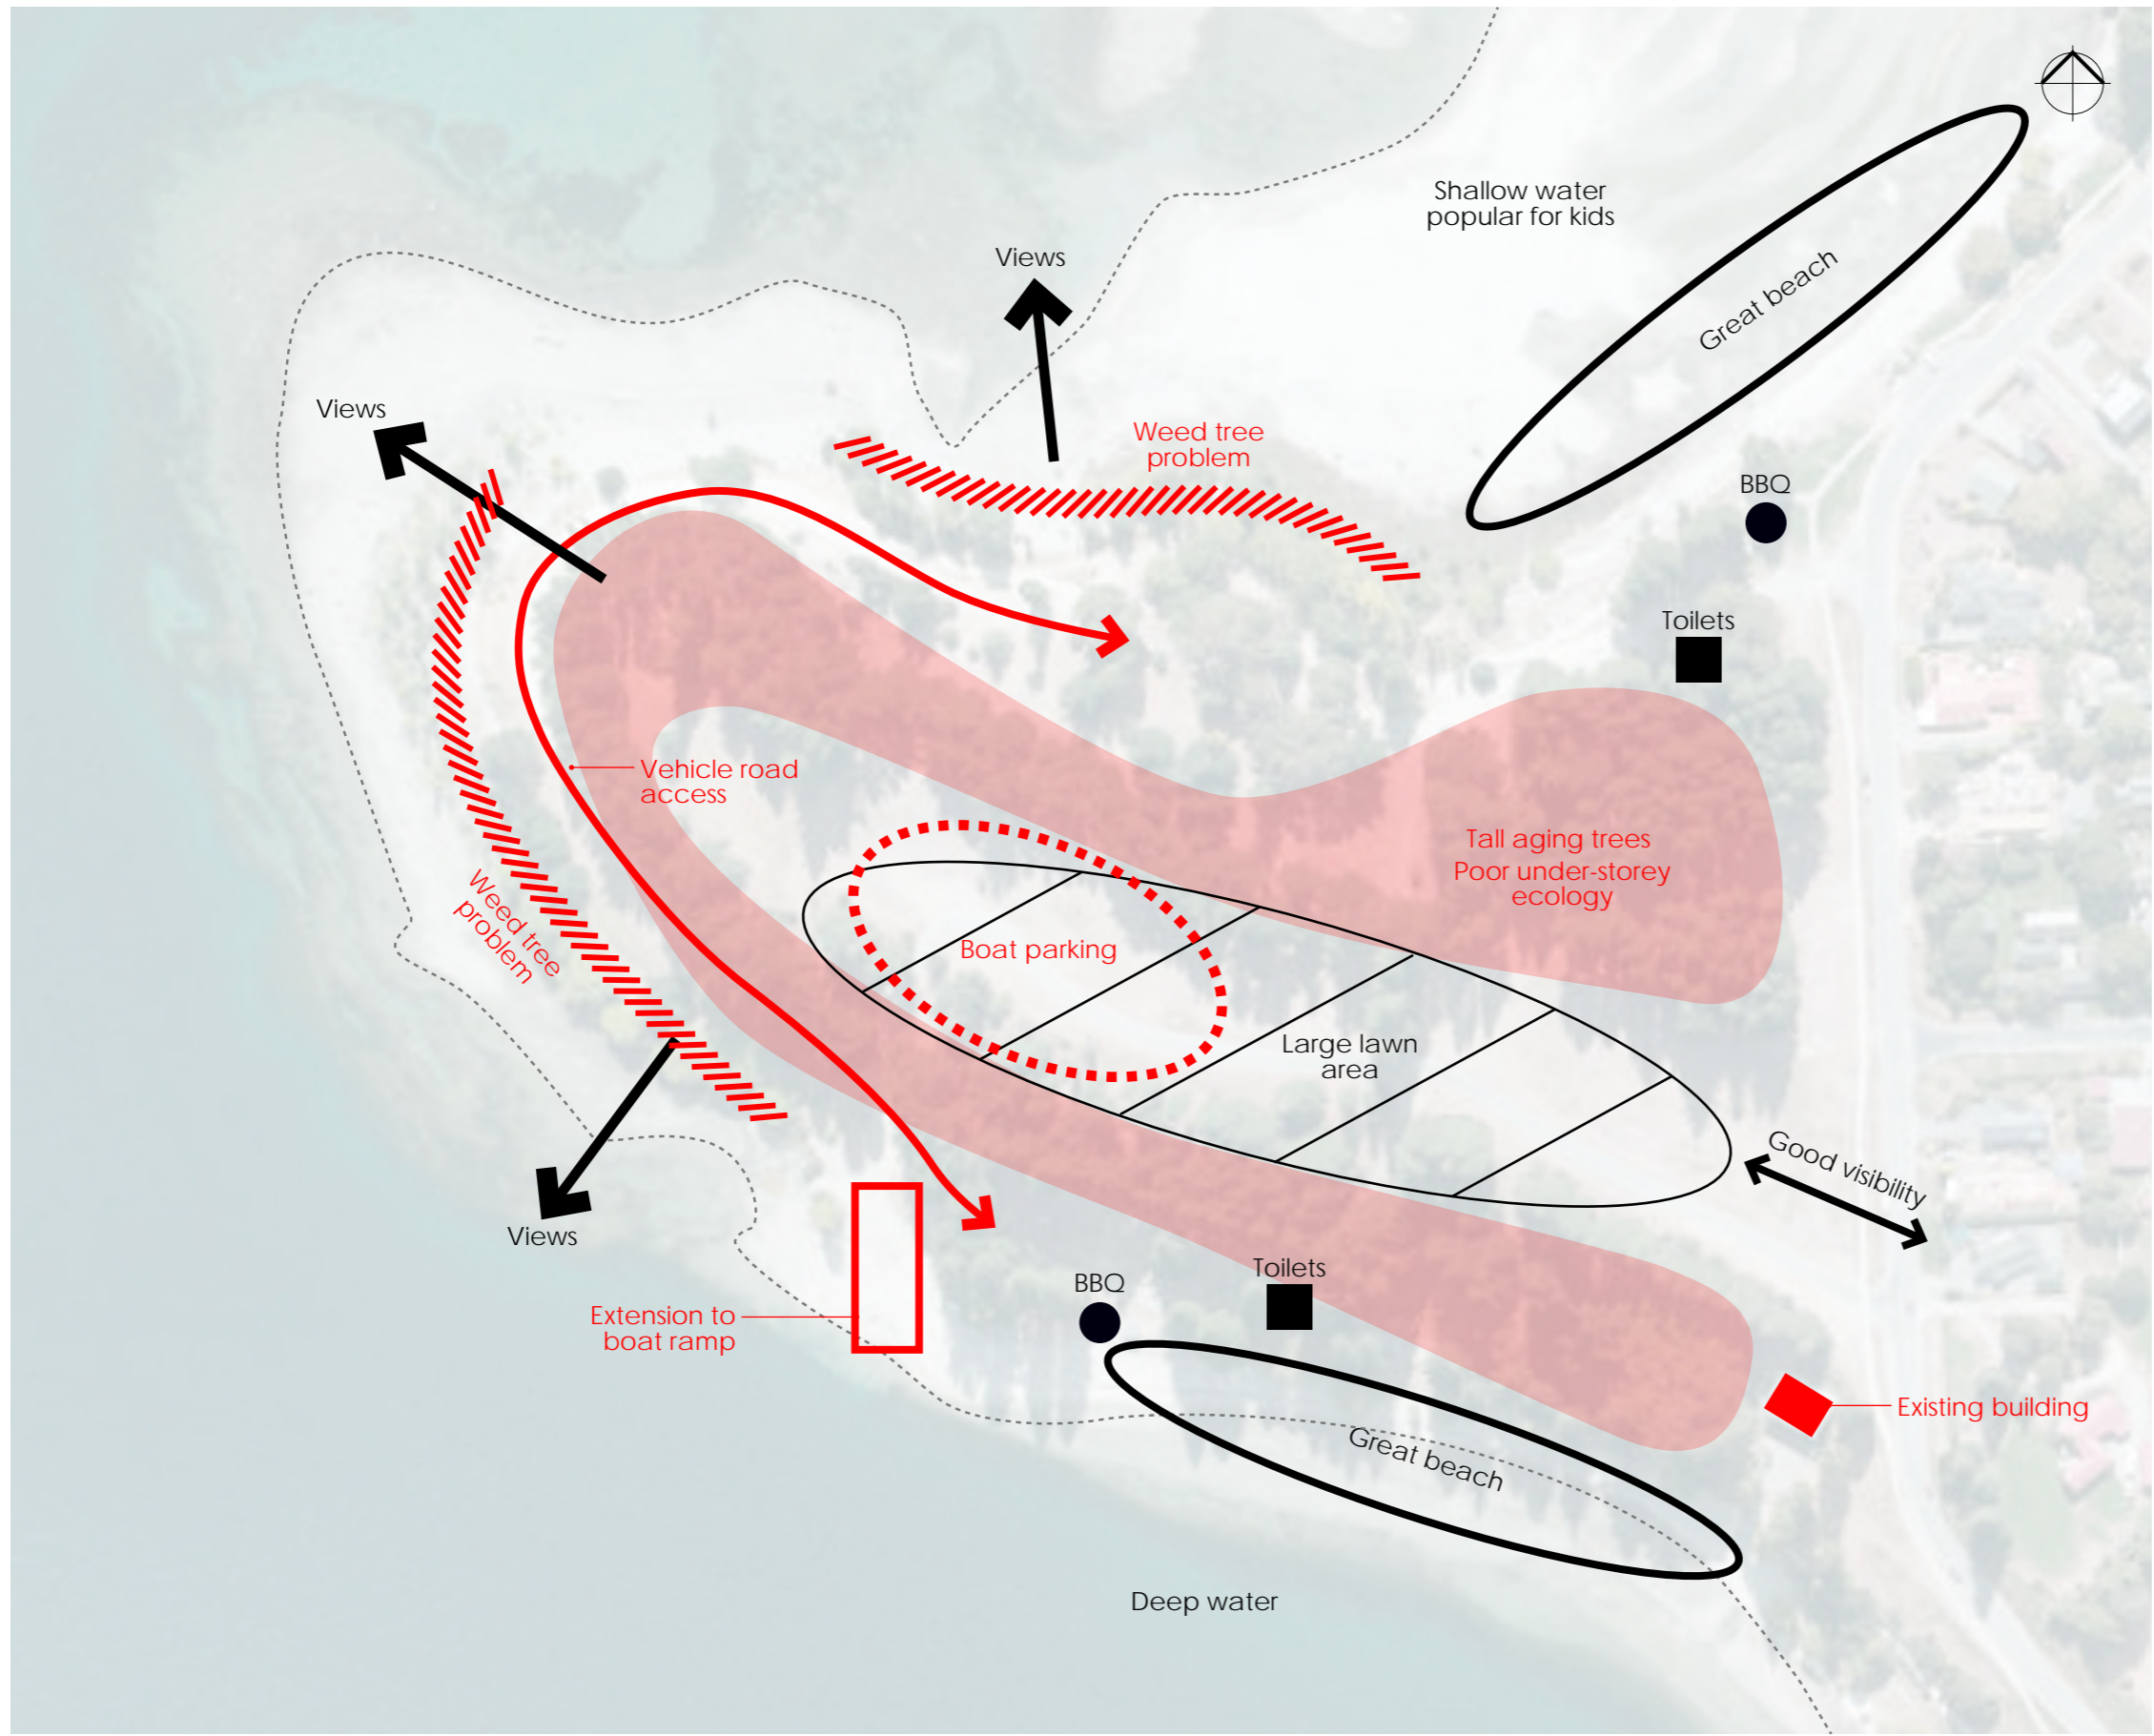 Shallow water
popular for kids
Views
Great beach
Views
Weed tree
problem
BBQ
Toilets
Vehicle road
access
Tall aging trees
Poor under-storey
ecology
Weed tree
problem
Boat parking
Large lawn
area
Good visibility
Views
Toilets
BBQ
Extension to
boat ramp
Existing building
Great beach
Deep water